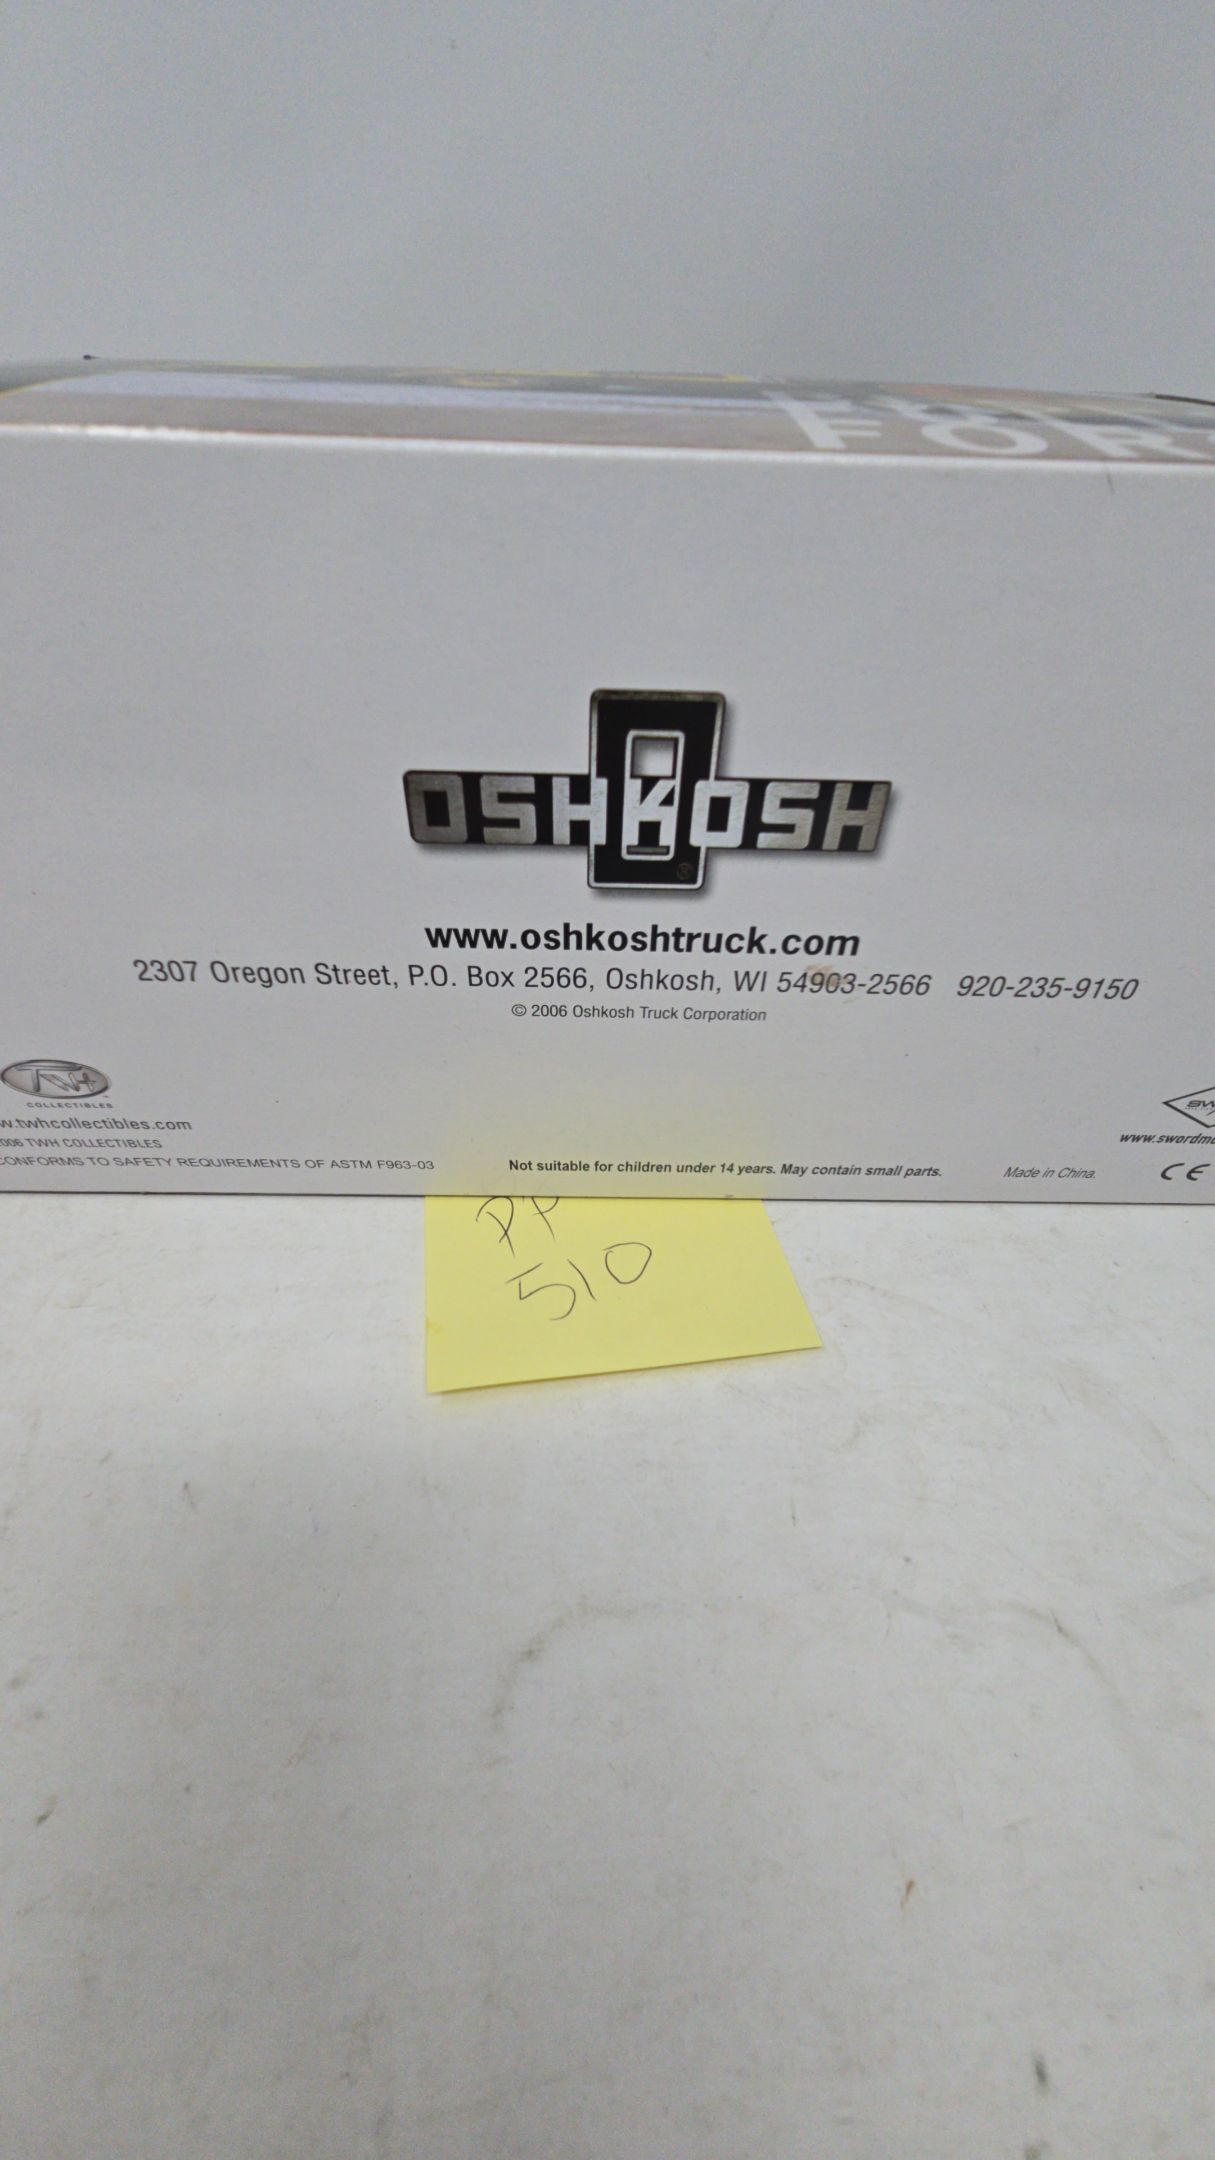 FOR
OSHKOSH
®
www.oshkoshtruck.com
2307 Oregon Street, P.O. Box 2566, Oshkosh, WI 54903-2566 920-235-9150
© 2006 Oshkosh Truck Corporation
TWH
COLLECTIBLES
w.twhcollectibles.com
006 TWH COLLECTIBLES
CONFORMS TO SAFETY REQUIREMENTS OF ASTM F963-03
Not suitable for children under 14 years. May contain small parts.
Made in China.
SW
www.swordm
CE
PP
510